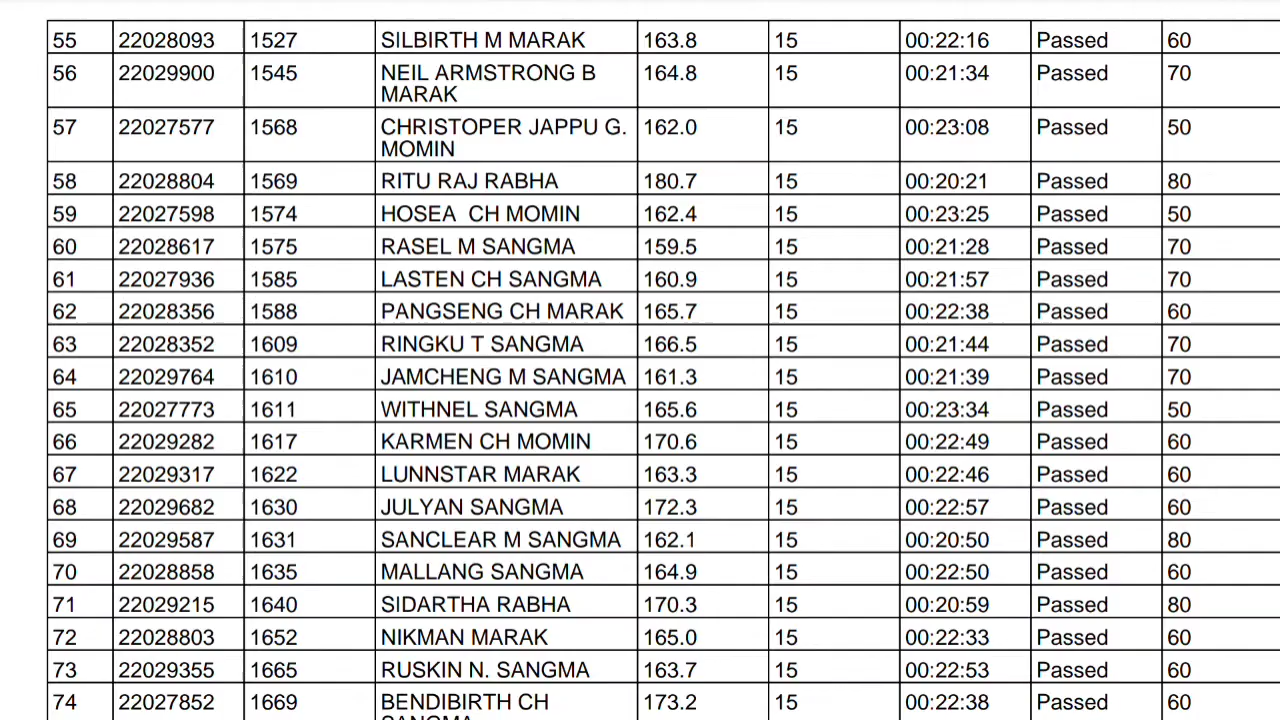 55 22028093 1527 SILBIRTH M MARAK 163.8 15 00:22:16 Passed 60
56 22029900 1545 NEIL ARMSTRONG B 164.8 15 00:21:34 Passed 70
MARAK
57 22027577 1568 CHRISTOPER JAPPU G. 162.0 15 00:23:08 Passed 50
MOMIN
58 22028804 1569 RITU RAJ RABHA 180.7 15 00:20:21 Passed 80
59 22027598 1574 HOSEA CH MOMIN 162.4 15 00:23:25 Passed 50
60 22028617 1575 RASEL M SANGMA 159.5 15 00:21:28 Passed 70
61 22027936 1585 LASTEN CH SANGMA 160.9 15 00:21:57 Passed 70
62 22028356 1588 PANGSENG CH MARAK 165.7 15 00:22:38 Passed 60
63 22028352 1609 RINGKU T SANGMA 166.5 15 00:21:44 Passed 70
64 22029764 1610 JAMCHENG M SANGMA 161.3 15 00:21:39 Passed 70
65 22027773 1611 WITHNEL SANGMA 165.6 15 00:23:34 Passed 50
66 22029282 1617 KARMEN CH MOMIN 170.6 15 00:22:49 Passed 60
67 22029317 1622 LUNNSTAR MARAK 163.3 15 00:22:46 Passed 60
68 22029682 1630 JULYAN SANGMA 172.3 15 00:22:57 Passed 60
69 22029587 1631 SANCLEAR M SANGMA 162.1 15 00:20:50 Passed 80
70 22028858 1635 MALLANG SANGMA 164.9 15 00:22:50 Passed 60
71 22029215 1640 SIDARTHA RABHA 170.3 15 00:20:59 Passed 80
72 22028803 1652 NIKMAN MARAK 165.0 15 00:22:33 Passed 60
73 22029355 1665 RUSKIN N. SANGMA 163.7 15 00:22:53 Passed 60
74 22027852 1669 BENDIBIRTH CH 173.2 15 00:22:38 Passed 60